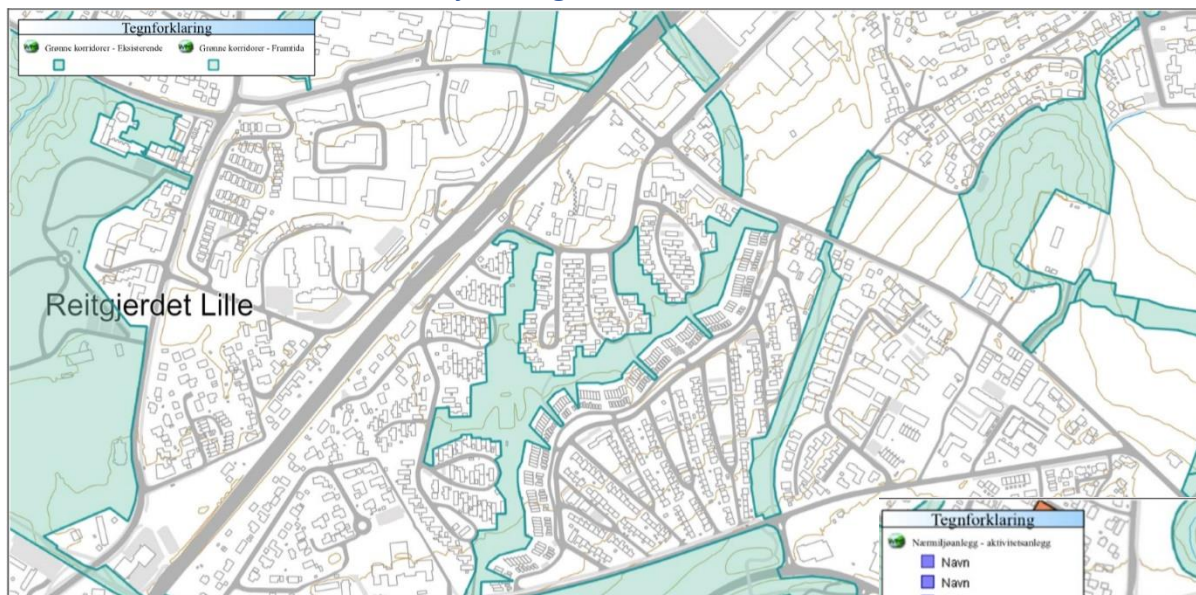 Tegnforklaring
Grønne korridorer - Eksisterende Grønne korridorer - Framtida
Reitgjerdet Lille
Tegnforklaring
Nærmiljøanlegg - aktivitetsanlegg
Navn
Navn